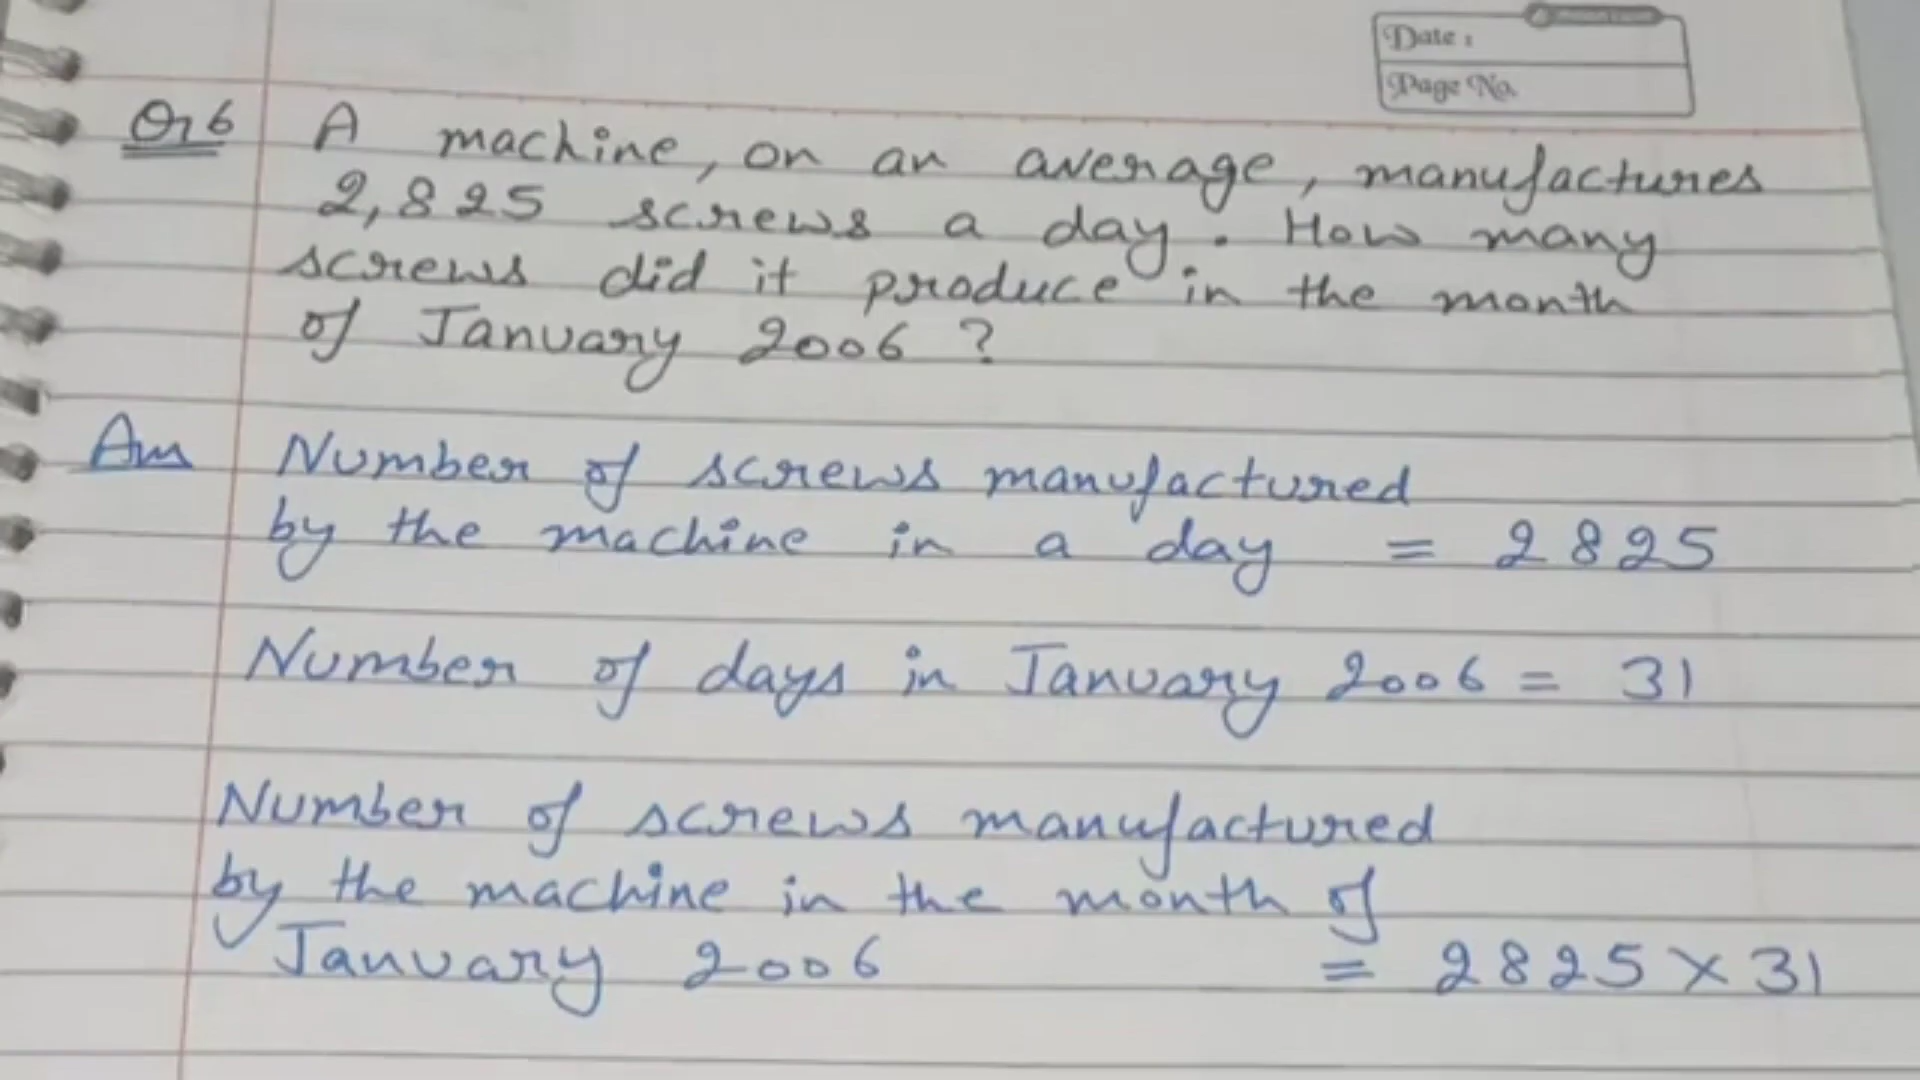 Date :
Page No.
Qn 6 A machine, on an average, manufactures
2,825 screws a day. How many
screws did it produce in the month
of January 2006 ?
Ans Number of screws manufactured
by the machine in a day = 2825
Number of days in January 2006 = 31
Number of screws manufactured
by the machine in the month of
January 2006 = 2825 × 31